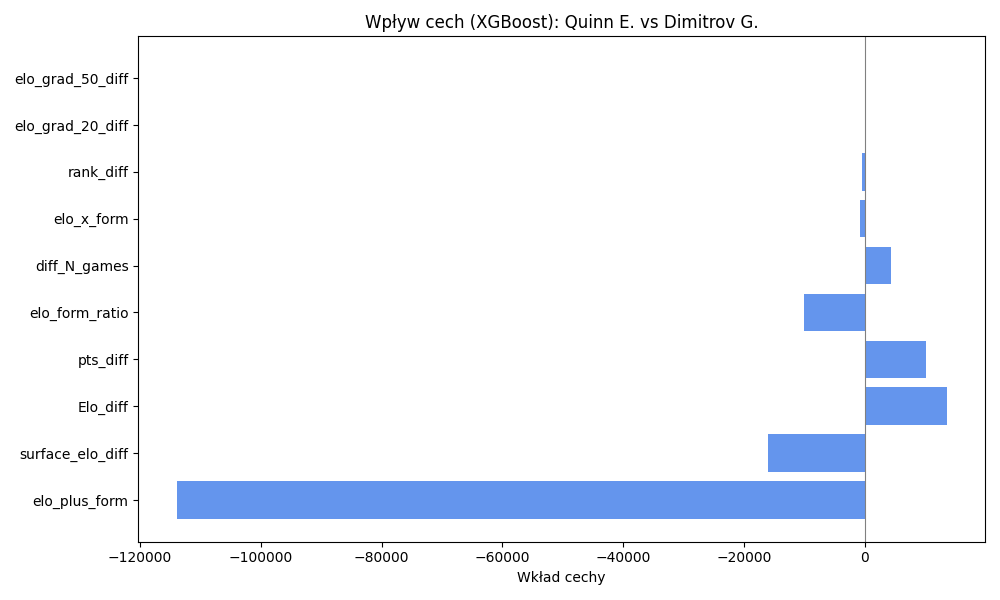 Wpływ cech (XGBoost): Quinn E. vs Dimitrov G.
elo_grad_50_diff
elo_grad_20_diff
rank_diff
elo_x_form
diff_N_games
elo_form_ratio
pts_diff
Elo_diff
surface_elo_diff
elo_plus_form
−120000 −100000 −80000 −60000 −40000 −20000 0
Wkład cechy